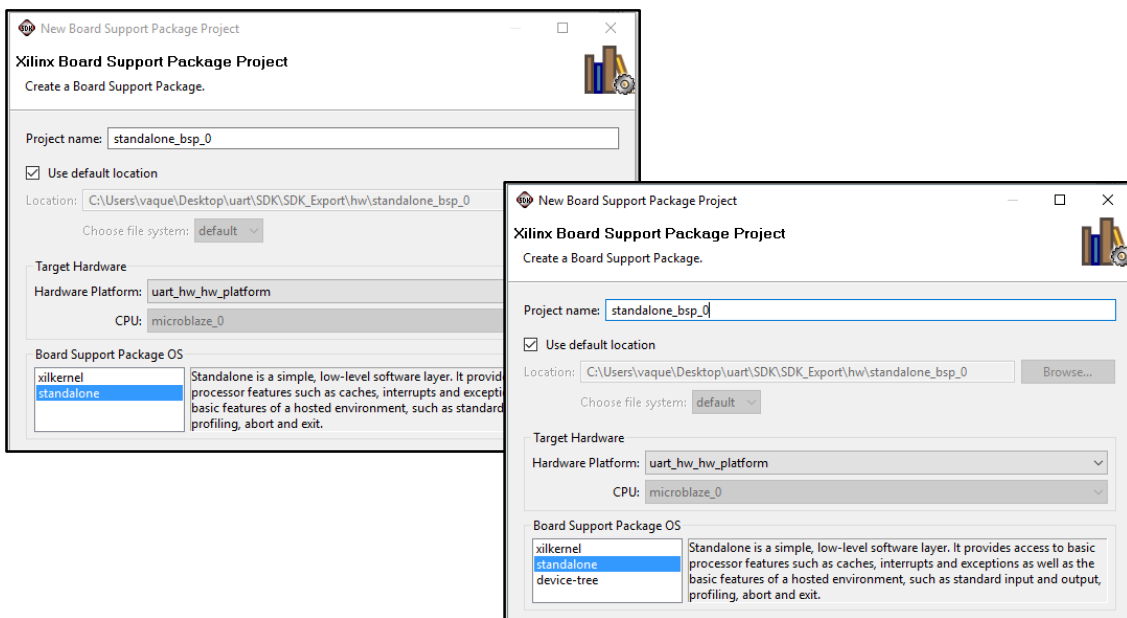 New Board Support Package Project
Xilinx Board Support Package Project
Create a Board Support Package.
Project name: standalone_bsp_0
Use default location
Location: C:\Users\vaque\Desktop\uart\SDK\SDK_Export\hw\standalone_bsp_0
Choose file system: default
Target Hardware
Hardware Platform: uart_hw_hw_platform
CPU: microblaze_0
Board Support Package OS
xilkernel
standalone
Standalone is a simple, low-level software layer. It provid
processor features such as caches, interrupts and excepti
basic features of a hosted environment, such as standard
profiling, abort and exit.
New Board Support Package Project
Xilinx Board Support Package Project
Create a Board Support Package.
Project name: standalone_bsp_0
Use default location
Location: C:\Users\vaque\Desktop\uart\SDK\SDK_Export\hw\standalone_bsp_0 Browse...
Choose file system: default
Target Hardware
Hardware Platform: uart_hw_hw_platform
CPU: microblaze_0
Board Support Package OS
xilkernel
standalone
device-tree
Standalone is a simple, low-level software layer. It provides access to basic
processor features such as caches, interrupts and exceptions as well as the
basic features of a hosted environment, such as standard input and output,
profiling, abort and exit.